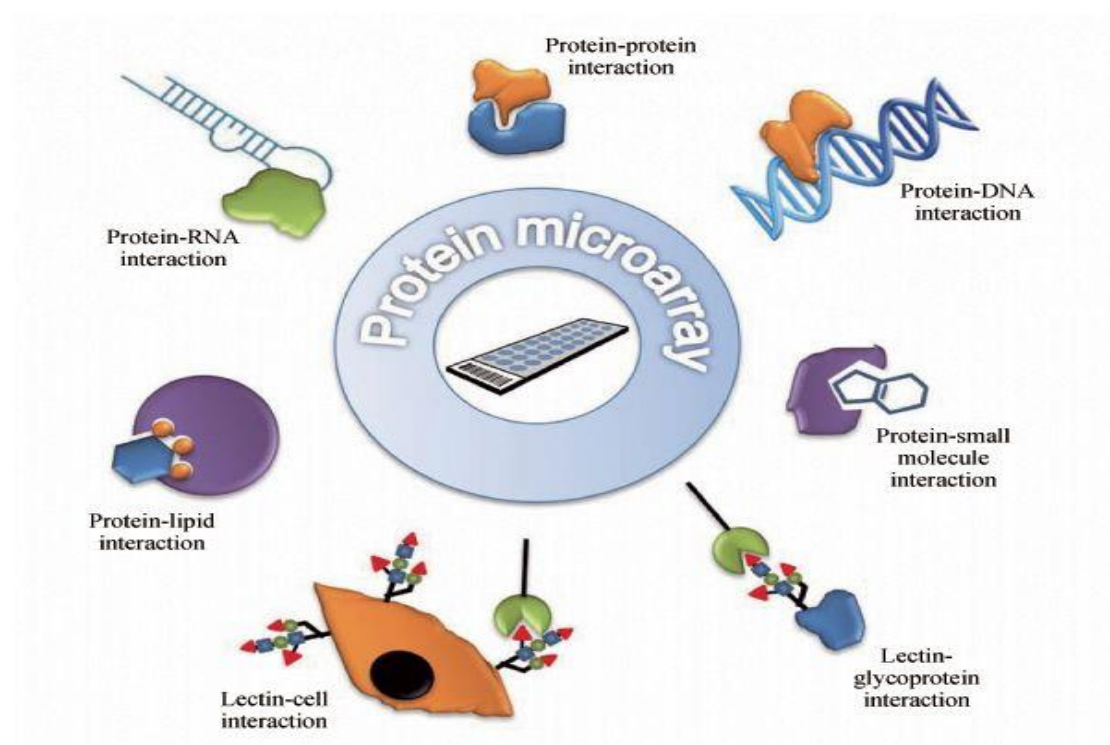 Protein-protein
interaction
Protein-DNA
interaction
Protein-RNA
interaction
Protein microarray
Protein-small
molecule
interaction
Protein-lipid
interaction
Lectin-cell
interaction
Lectin-
glycoprotein
interaction